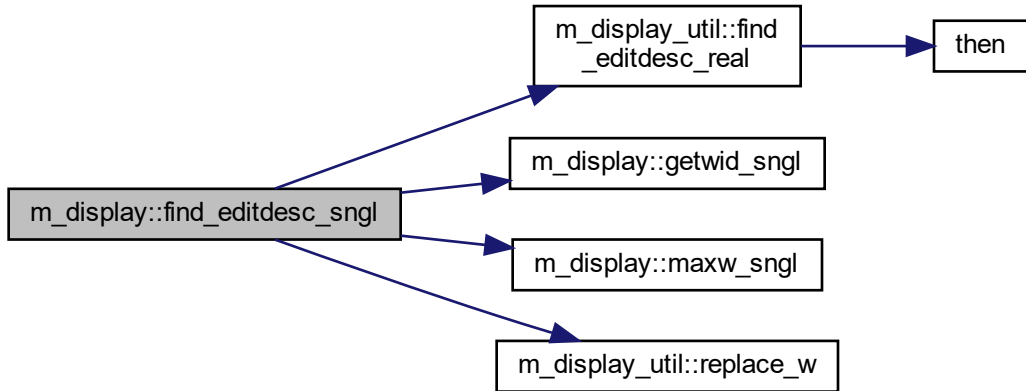 m_display_util::find
_editdesc_real
then
m_display::getwid_sngl
m_display::find_editdesc_sngl
m_display::maxw_sngl
m_display_util::replace_w